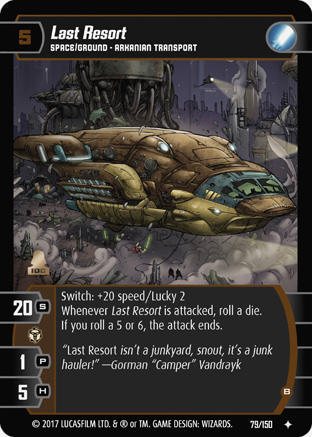 5
Last Resort
SPACE/GROUND - ARKANIAN TRANSPORT
IDC
20 S
1 P
5 H
Switch: +20 speed/Lucky 2
Whenever Last Resort is attacked, roll a die.
If you roll a 5 or 6, the attack ends.
“Last Resort isn’t a junkyard, snout, it’s a junk
hauler!” —Gorman “Camper” Vandrayk
B
© 2017 LUCASFILM LTD. & ® or TM. GAME DESIGN: WIZARDS.
79/150